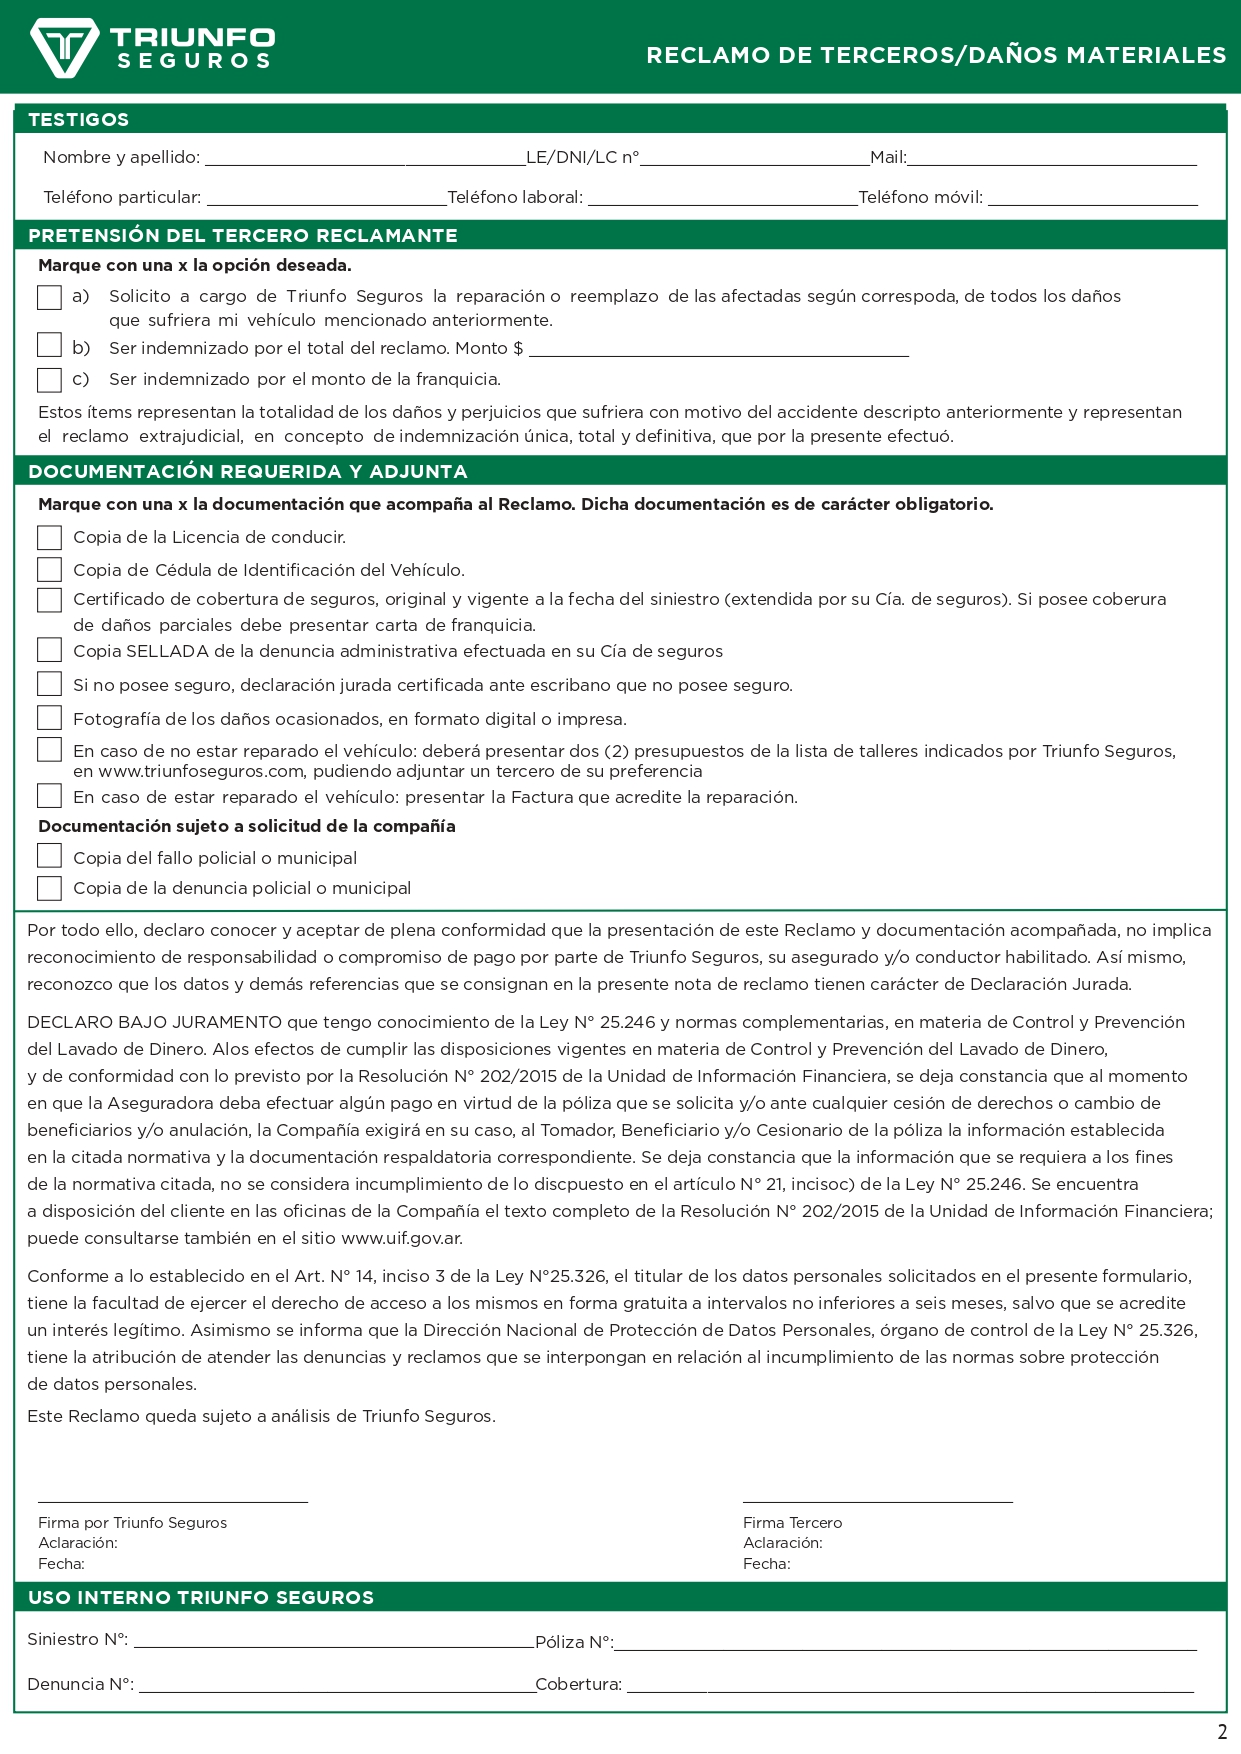 TRIUNFO
SEGUROS
RECLAMO DE TERCEROS/DAÑOS MATERIALES
TESTIGOS
Nombre y apellido: ____________________ LE/DNI/LC n° ____________________ Mail: ____________________
Teléfono particular: ____________________ Teléfono laboral: ____________________ Teléfono móvil: ____________________
PRETENSIÓN DEL TERCERO RECLAMANTE
Marque con una x la opción deseada.
a) Solicito a cargo de Triunfo Seguros la reparación o reemplazo de las afectadas según correspoda, de todos los daños
que sufriera mi vehículo mencionado anteriormente.
b) Ser indemnizado por el total del reclamo. Monto $ ____________________
c) Ser indemnizado por el monto de la franquicia.
Estos ítems representan la totalidad de los daños y perjuicios que sufriera con motivo del accidente descripto anteriormente y representan
el reclamo extrajudicial, en concepto de indemnización única, total y definitiva, que por la presente efectuó.
DOCUMENTACIÓN REQUERIDA Y ADJUNTA
Marque con una x la documentación que acompaña al Reclamo. Dicha documentación es de carácter obligatorio.
Copia de la Licencia de conducir.
Copia de Cédula de Identificación del Vehículo.
Certificado de cobertura de seguros, original y vigente a la fecha del siniestro (extendida por su Cía. de seguros). Si posee coberura
de daños parciales debe presentar carta de franquicia.
Copia SELLADA de la denuncia administrativa efectuada en su Cía de seguros
Si no posee seguro, declaración jurada certificada ante escribano que no posee seguro.
Fotografía de los daños ocasionados, en formato digital o impresa.
En caso de no estar reparado el vehículo: deberá presentar dos (2) presupuestos de la lista de talleres indicados por Triunfo Seguros,
en www.triunfoseguros.com, pudiendo adjuntar un tercero de su preferencia
En caso de estar reparado el vehículo: presentar la Factura que acredite la reparación.
Documentación sujeto a solicitud de la compañía
Copia del fallo policial o municipal
Copia de la denuncia policial o municipal
Por todo ello, declaro conocer y aceptar de plena conformidad que la presentación de este Reclamo y documentación acompañada, no implica
reconocimiento de responsabilidad o compromiso de pago por parte de Triunfo Seguros, su asegurado y/o conductor habilitado. Así mismo,
reconozco que los datos y demás referencias que se consignan en la presente nota de reclamo tienen carácter de Declaración Jurada.
DECLARO BAJO JURAMENTO que tengo conocimiento de la Ley N° 25.246 y normas complementarias, en materia de Control y Prevención
del Lavado de Dinero. Alos efectos de cumplir las disposiciones vigentes en materia de Control y Prevención del Lavado de Dinero,
y de conformidad con lo previsto por la Resolución N° 202/2015 de la Unidad de Información Financiera, se deja constancia que al momento
en que la Aseguradora deba efectuar algún pago en virtud de la póliza que se solicita y/o ante cualquier cesión de derechos o cambio de
beneficiarios y/o anulación, la Compañía exigirá en su caso, al Tomador, Beneficiario y/o Cesionario de la póliza la información establecida
en la citada normativa y la documentación respaldatoria correspondiente. Se deja constancia que la información que se requiera a los fines
de la normativa citada, no se considera incumplimiento de lo discpuesto en el artículo N° 21, incisoc) de la Ley N° 25.246. Se encuentra
a disposición del cliente en las oficinas de la Compañía el texto completo de la Resolución N° 202/2015 de la Unidad de Información Financiera;
puede consultarse también en el sitio www.uif.gov.ar.
Conforme a lo establecido en el Art. N° 14, inciso 3 de la Ley N°25.326, el titular de los datos personales solicitados en el presente formulario,
tiene la facultad de ejercer el derecho de acceso a los mismos en forma gratuita a intervalos no inferiores a seis meses, salvo que se acredite
un interés legítimo. Asimismo se informa que la Dirección Nacional de Protección de Datos Personales, órgano de control de la Ley N° 25.326,
tiene la atribución de atender las denuncias y reclamos que se interpongan en relación al incumplimiento de las normas sobre protección
de datos personales.
Este Reclamo queda sujeto a análisis de Triunfo Seguros.
Firma por Triunfo Seguros
Aclaración:
Fecha:
Firma Tercero
Aclaración:
Fecha:
USO INTERNO TRIUNFO SEGUROS
Siniestro N°: ____________________ Póliza N°: ____________________
Denuncia N°: ____________________ Cobertura: ____________________
2